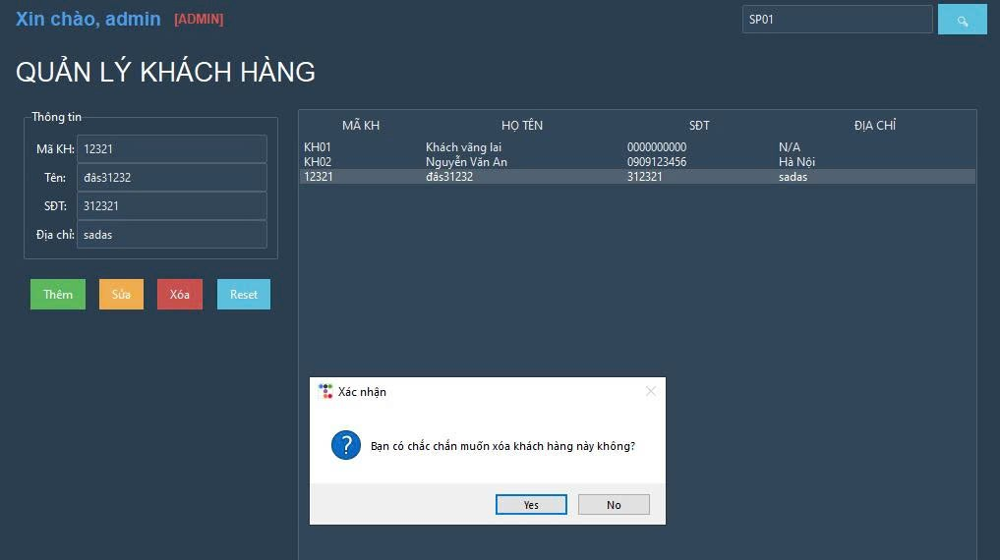 Xin chào, admin [ADMIN]
SP01
QUẢN LÝ KHÁCH HÀNG
Thông tin
Mã KH: 12321
Tên: đâs31232
SĐT: 312321
Địa chỉ: sadas
Thêm Sửa Xóa Reset
MÃ KH HỌ TÊN SĐT ĐỊA CHỈ
KH01 Khách vãng lai 0000000000 N/A
KH02 Nguyễn Văn An 0909123456 Hà Nội
12321 đâs31232 312321 sadas
Xác nhận
Bạn có chắc chắn muốn xóa khách hàng này không?
Yes No